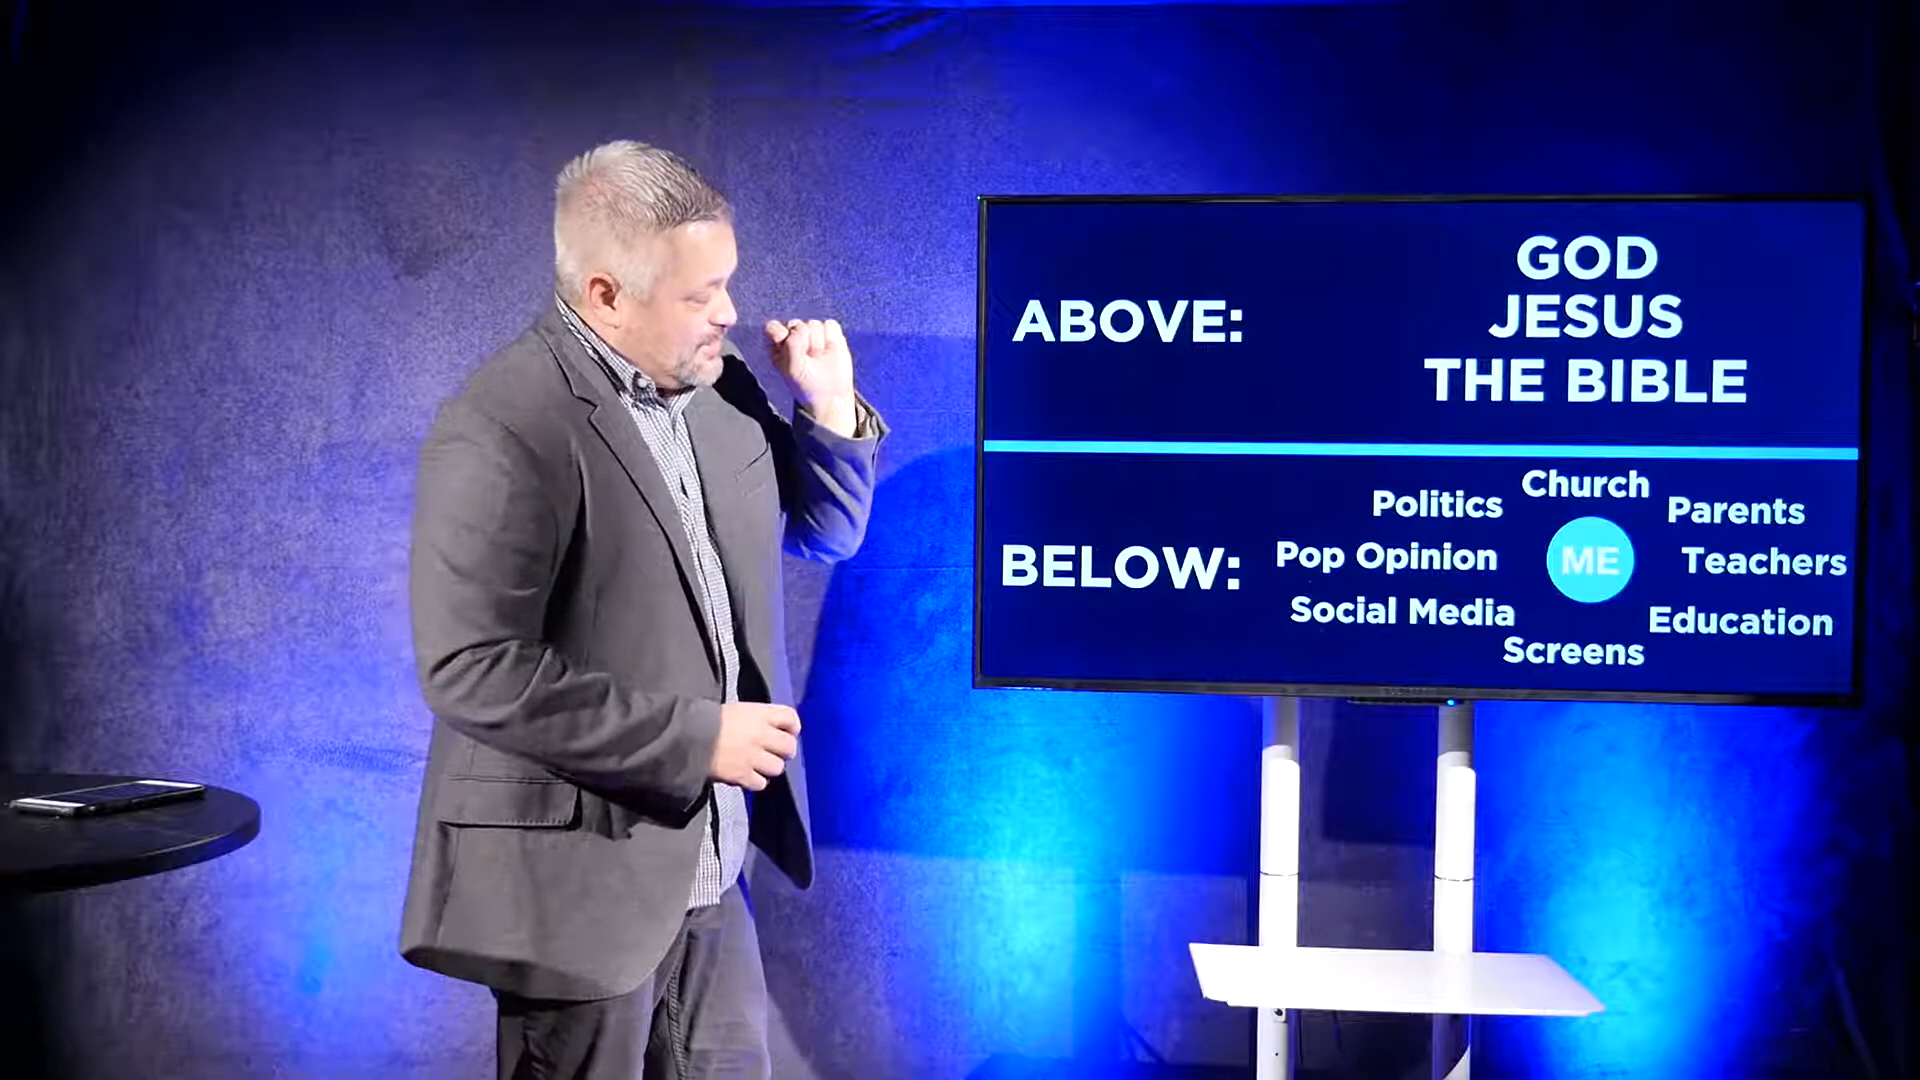 ABOVE:
GOD
JESUS
THE BIBLE
BELOW:
Church
Politics
Parents
Pop Opinion
ME
Teachers
Social Media
Education
Screens